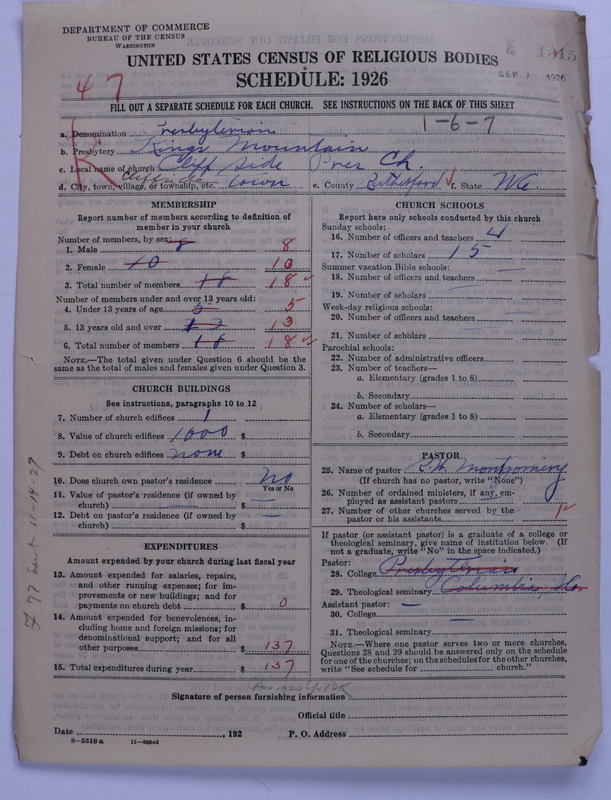 DEPARTMENT OF COMMERCE
BUREAU OF THE CENSUS
WASHINGTON
UNITED STATES CENSUS OF RELIGIOUS BODIES
SCHEDULE: 1926
SEP 1926
47
FILL OUT A SEPARATE SCHEDULE FOR EACH CHURCH. SEE INSTRUCTIONS ON THE BACK OF THIS SHEET
1-6-7
a. Denomination Presbyterian
b. Presbytery Kings Mountain
c. Local name of church Cliff Side Pres Ch.
d. City, town, village, or township, etc. Cliffside town e. County Rutherford f. State NC.
MEMBERSHIP
Report number of members according to definition of member in your church
Number of members, by sex:
1. Male 8 8
2. Female 10 10
3. Total number of members 18 18
Number of members under and over 13 years old:
4. Under 13 years of age 5 5
5. 13 years old and over 13 13
6. Total number of members 18 18
NOTE.—The total given under Question 6 should be the same as the total of males and females given under Question 3.
CHURCH BUILDINGS
See instructions, paragraphs 10 to 12
7. Number of church edifices 1
8. Value of church edifices 1000 $
9. Debt on church edifices none $
10. Does church own pastor's residence No
Yes or No
11. Value of pastor's residence (if owned by church) $ —
12. Debt on pastor's residence (if owned by church) $ —
EXPENDITURES
Amount expended by your church during last fiscal year
13. Amount expended for salaries, repairs, and other running expenses; for improvements or new buildings; and for payments on church debt $ 0
14. Amount expended for benevolences, including home and foreign missions; for denominational support; and for all other purposes $ 137
15. Total expenditures during year $ 137
CHURCH SCHOOLS
Report here only schools conducted by this church
Sunday schools:
16. Number of officers and teachers 4
17. Number of scholars 15
Summer vacation Bible schools:
18. Number of officers and teachers
19. Number of scholars
Week-day religious schools:
20. Number of officers and teachers
21. Number of scholars
Parochial schools:
22. Number of administrative officers
23. Number of teachers—
a. Elementary (grades 1 to 8)
b. Secondary
24. Number of scholars—
a. Elementary (grades 1 to 8)
b. Secondary
PASTOR
25. Name of pastor Montgomery
(If church has no pastor, write "None")
26. Number of ordained ministers, if any, employed as assistant pastors
27. Number of other churches served by the pastor or his assistants
If pastor (or assistant pastor) is a graduate of a college or theological seminary, give name of institution below. (If not a graduate, write "No" in the space indicated.)
Pastor:
28. College Presbyterian
29. Theological seminary Columbia
Assistant pastor: —
30. College —
31. Theological seminary
NOTE.—Where one pastor serves two or more churches, Questions 28 and 29 should be answered only on the schedule for one of the churches; on the schedules for the other churches, write "See schedule for church."
Signature of person furnishing information
Official title
Date , 192 P. O. Address
8-5518a 11-9054d